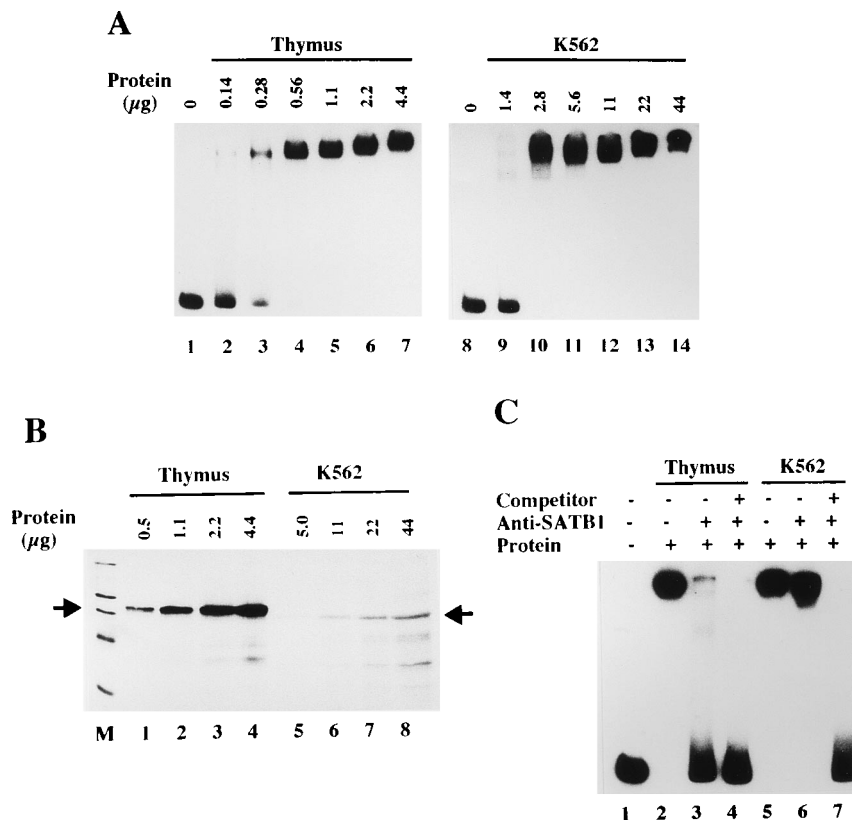 A
Thymus K562
Protein (µg) 0 0.14 0.28 0.56 1.1 2.2 4.4 0 1.4 2.8 5.6 11 22 44
1 2 3 4 5 6 7 8 9 10 11 12 13 14
B
Thymus K562
Protein (µg) 0.5 1.1 2.2 4.4 5.0 11 22 44
M 1 2 3 4 5 6 7 8
C
Thymus K562
Competitor - - - + - - +
Anti-SATB1 - - + + - + +
Protein - + + + + + +
1 2 3 4 5 6 7